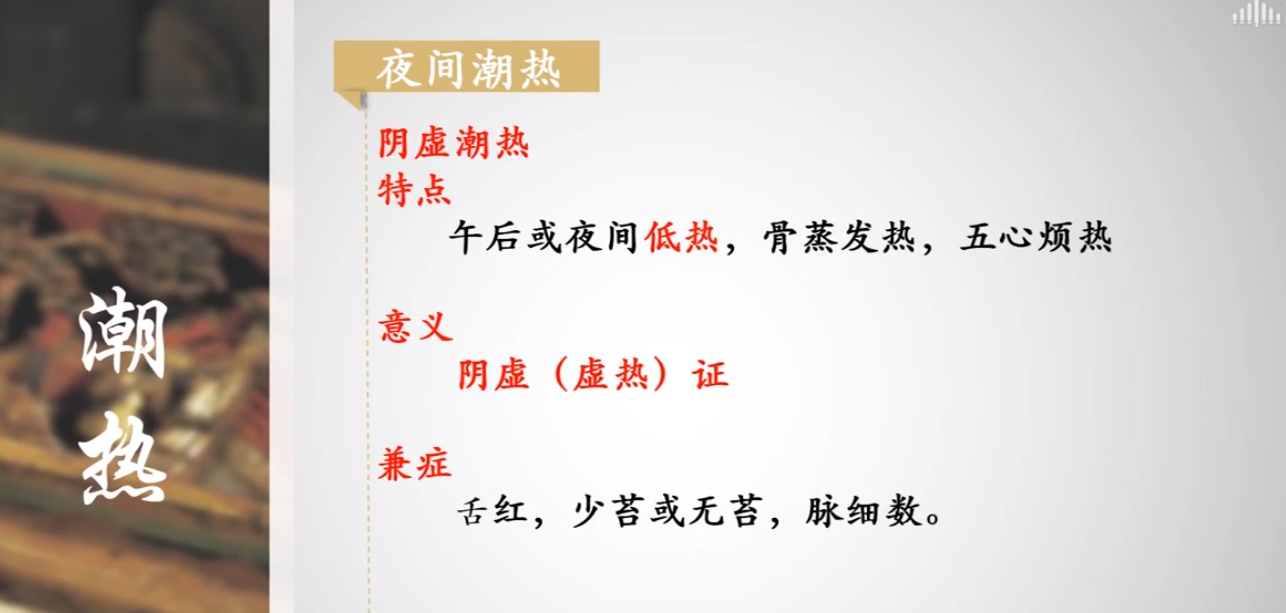 潮热
夜间潮热
阴虚潮热
特点
午后或夜间低热，骨蒸发热，五心烦热
意义
阴虚（虚热）证
兼症
舌红，少苔或无苔，脉细数。